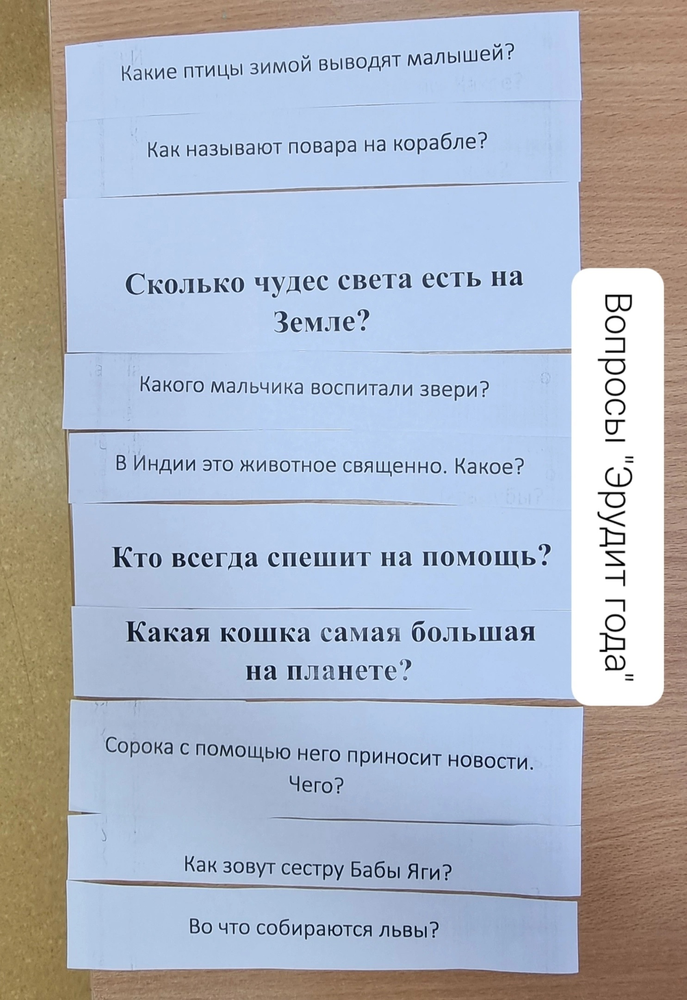 Какие птицы зимой выводят малышей?
Как называют повара на корабле?
Сколько чудес света есть на
Земле?
Какого мальчика воспитали звери?
В Индии это животное священно. Какое?
Кто всегда спешит на помощь?
Какая кошка самая большая
на планете?
Сорока с помощью него приносит новости.
Чего?
Как зовут сестру Бабы Яги?
Во что собираются львы?
Вопросы "Эрудит года"